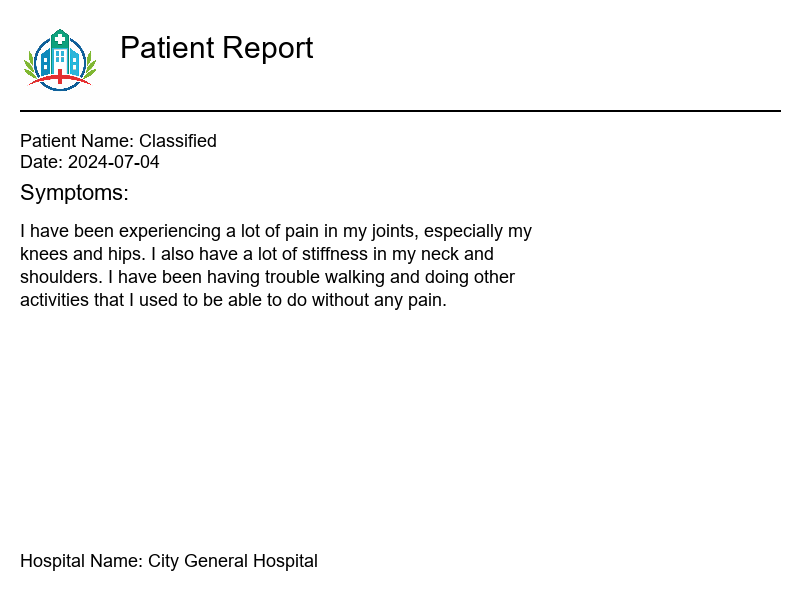 Patient Report
Patient Name: Classified
Date: 2024-07-04
Symptoms:
I have been experiencing a lot of pain in my joints, especially my
knees and hips. I also have a lot of stiffness in my neck and
shoulders. I have been having trouble walking and doing other
activities that I used to be able to do without any pain.
Hospital Name: City General Hospital